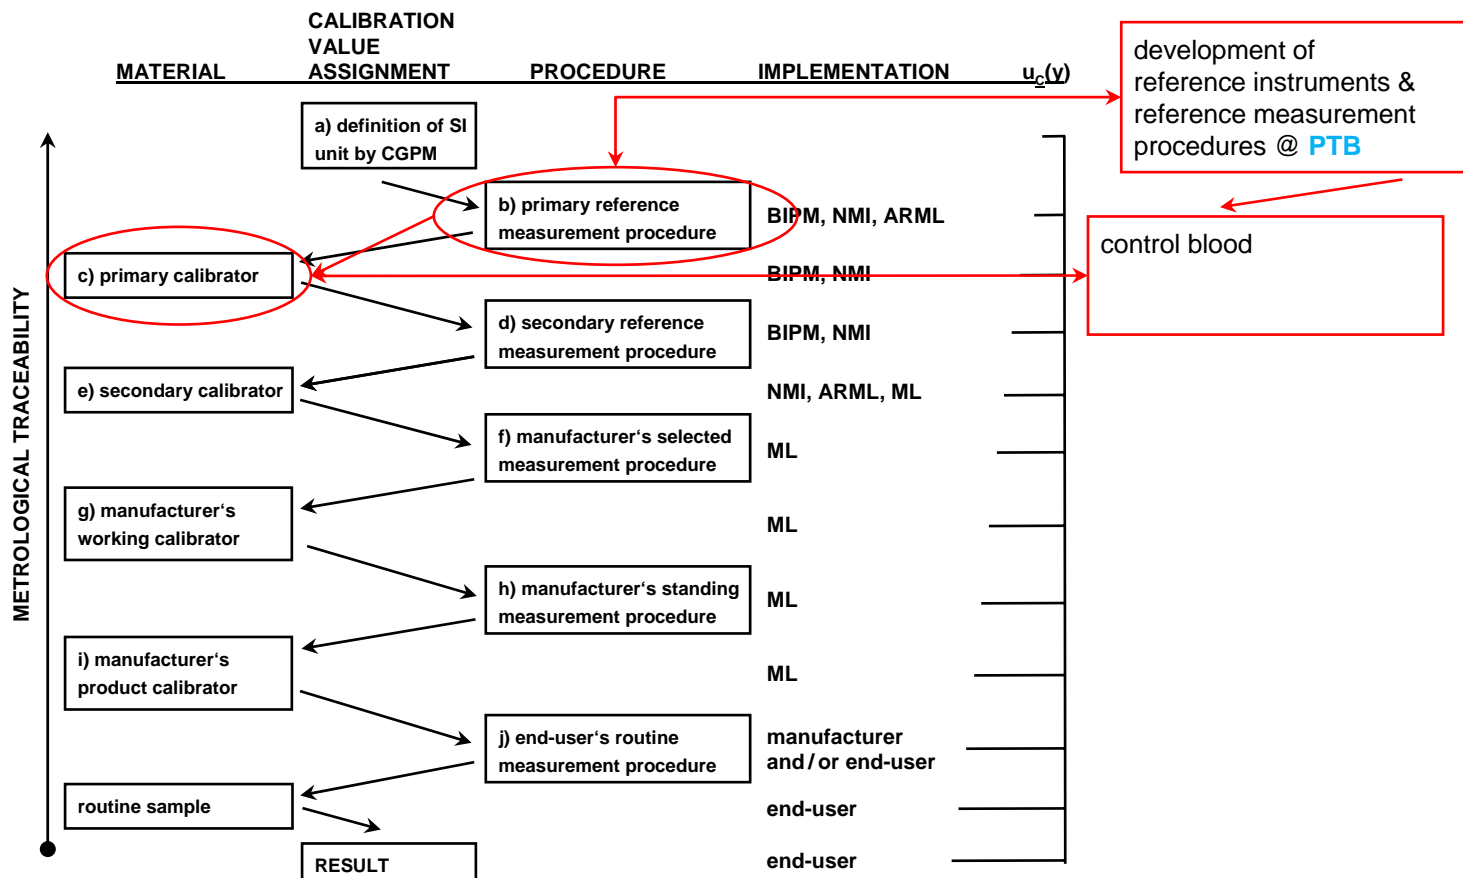 CALIBRATION
VALUE
MATERIAL ASSIGNMENT PROCEDURE IMPLEMENTATION uc(y)
development of
reference instruments &
reference measurement
procedures @ PTB
a) definition of SI
unit by CGPM
b) primary reference
measurement procedure
BIPM, NMI, ARML
control blood
c) primary calibrator
BIPM, NMI
d) secondary reference
measurement procedure
BIPM, NMI
e) secondary calibrator
NMI, ARML, ML
f) manufacturer‘s selected
measurement procedure
ML
g) manufacturer‘s
working calibrator
ML
h) manufacturer‘s standing
measurement procedure
ML
i) manufacturer‘s
product calibrator
ML
j) end-user‘s routine
measurement procedure
manufacturer
and/or end-user
routine sample
end-user
RESULT
end-user
METROLOGICAL TRACEABILITY